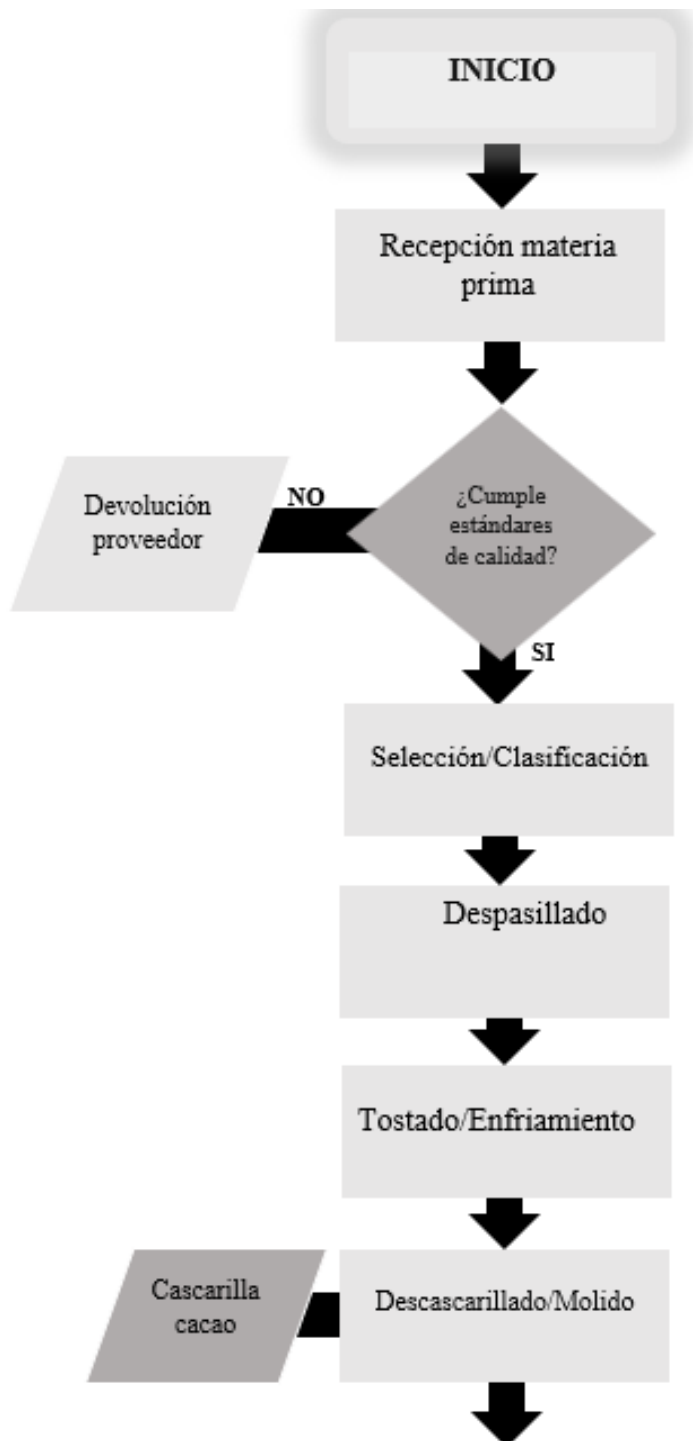 INICIO
Recepción materia
prima
¿Cumple
estándares
de calidad?
NO
Devolución
proveedor
SI
Selección/Clasificación
Despasillado
Tostado/Enfriamiento
Descascarillado/Molido
Cascarilla
cacao